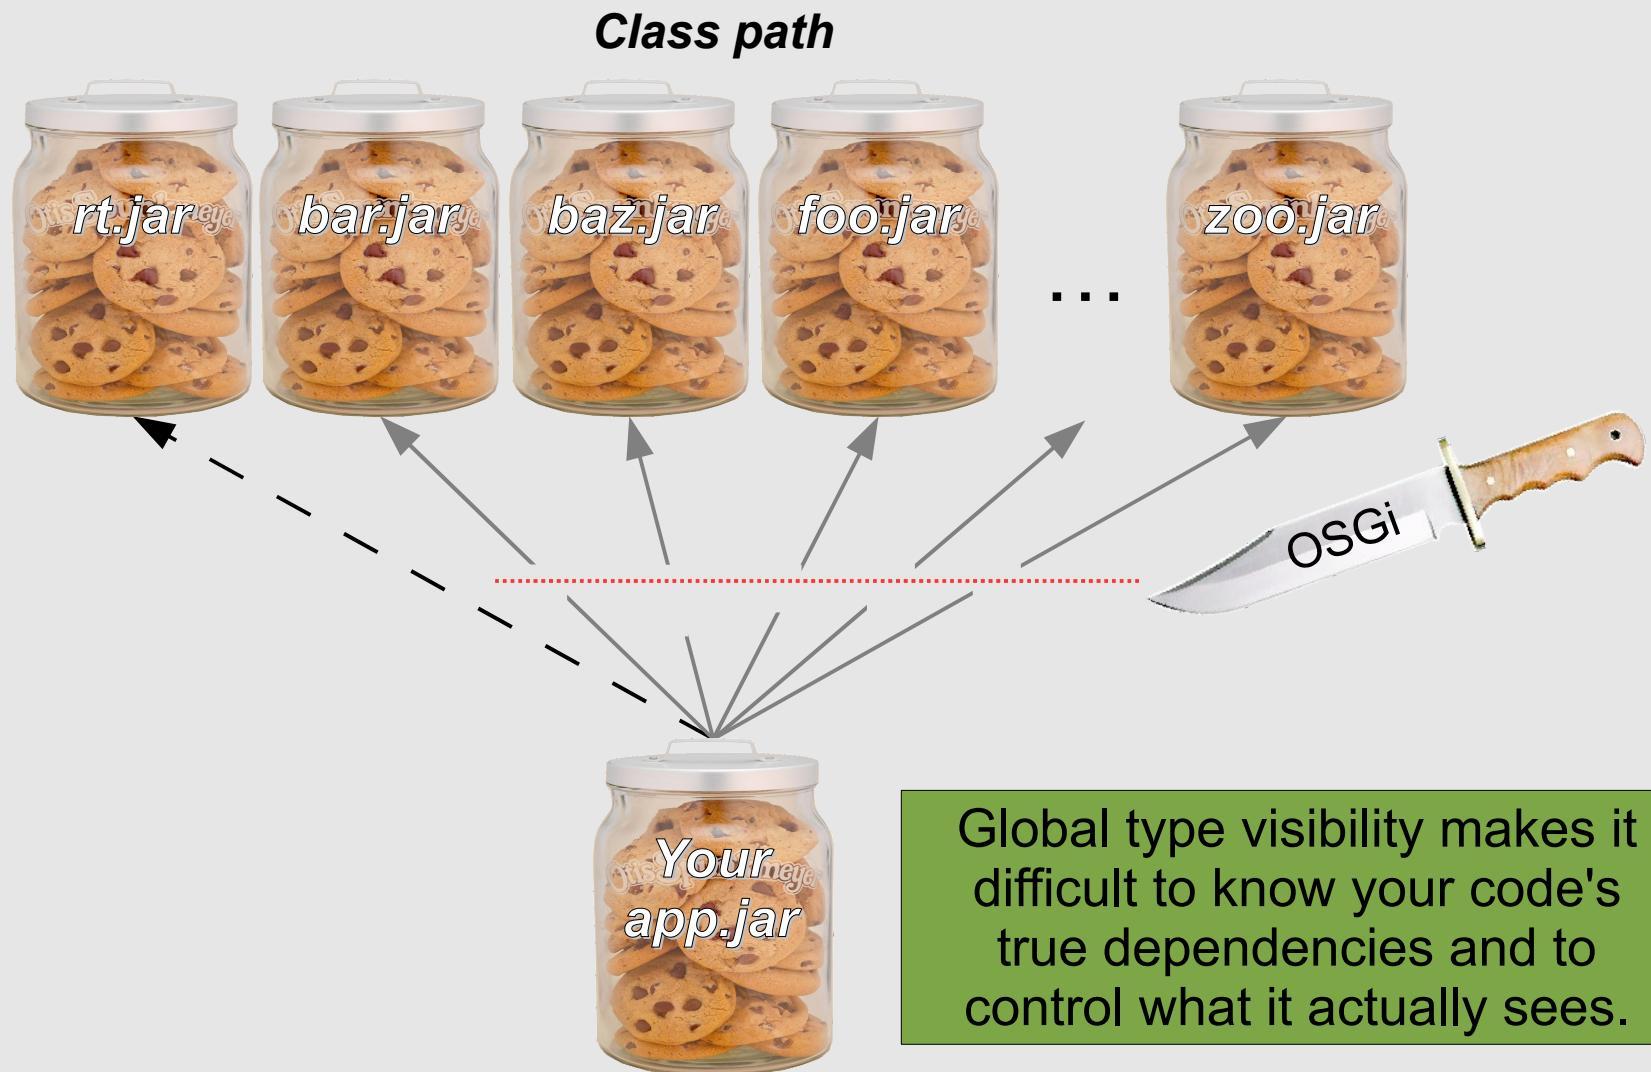 Class path
rt.jar
bar.jar
baz.jar
foo.jar
...
zoo.jar
OSGi
Your
app.jar
Global type visibility makes it
difficult to know your code's
true dependencies and to
control what it actually sees.